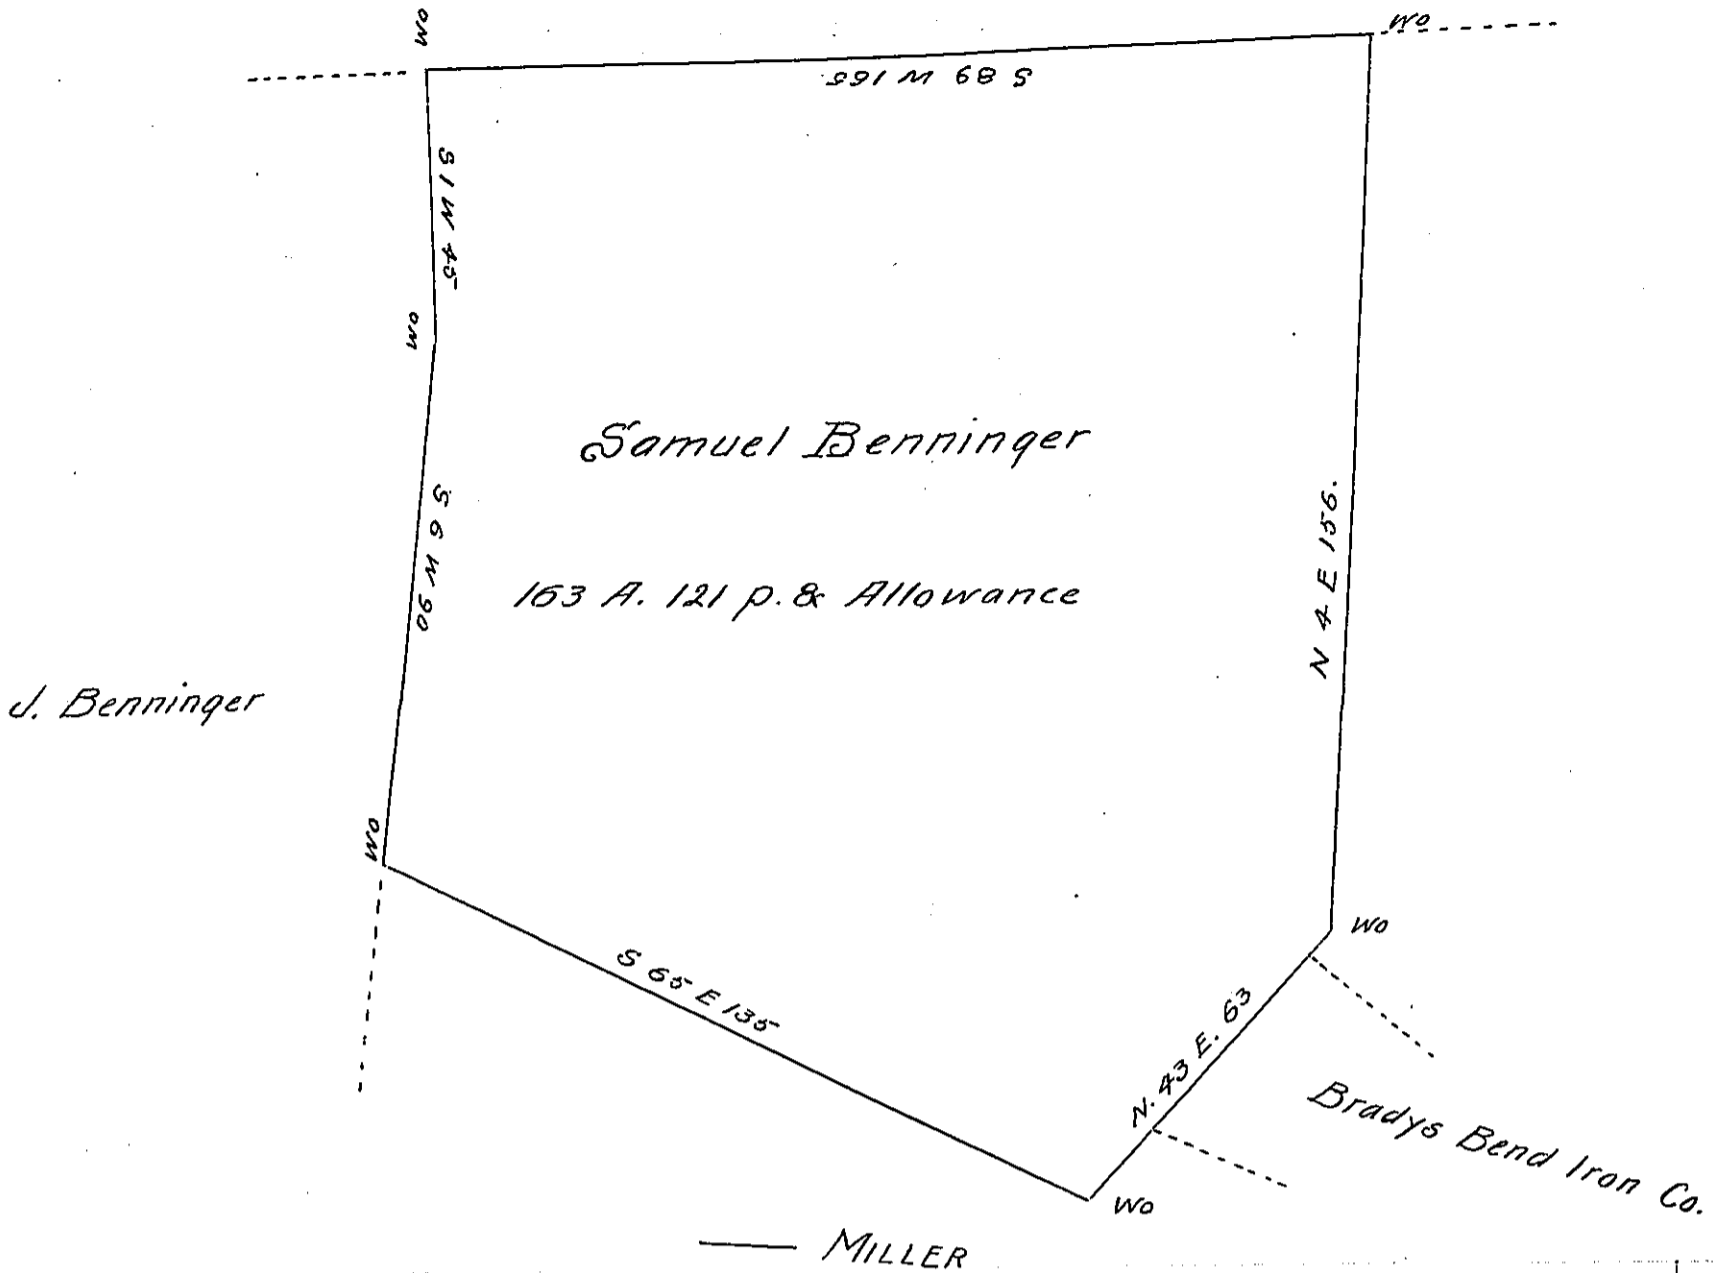 WO
WO
S 89 W 165
S 1 W 45
WO
Samuel Benninger
N 4 E 156.
S 6 W 90
163 A. 121 p. & Allowance
J. Benninger
WO
WO
S 65 E 135
N. 43 E. 63
Bradys Bend Iron Co.
WO
MILLER